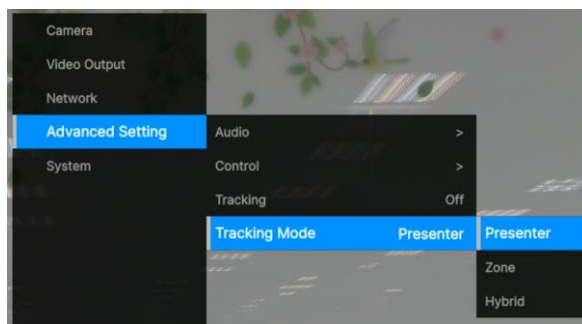 Camera
Video Output
Network
Advanced Setting
System
Audio >
Control >
Tracking Off
Tracking Mode Presenter
Presenter
Zone
Hybrid